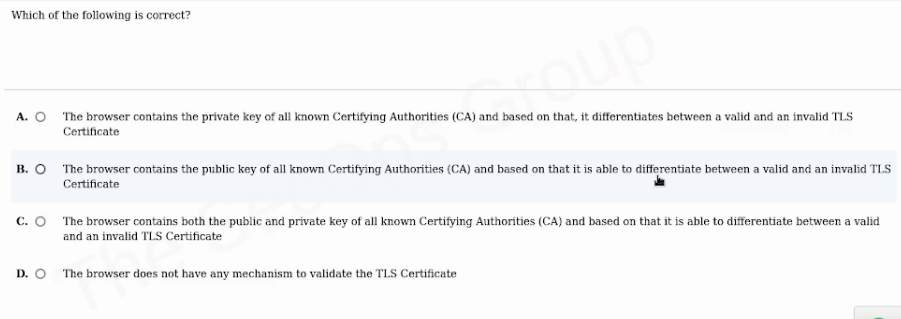 Which of the following is correct?
A. The browser contains the private key of all known Certifying Authorities (CA) and based on that, it differentiates between a valid and an invalid TLS
Certificate
B. The browser contains the public key of all known Certifying Authorities (CA) and based on that it is able to differentiate between a valid and an invalid TLS
Certificate
C. The browser contains both the public and private key of all known Certifying Authorities (CA) and based on that it is able to differentiate between a valid
and an invalid TLS Certificate
D. The browser does not have any mechanism to validate the TLS Certificate
The SecOps Group